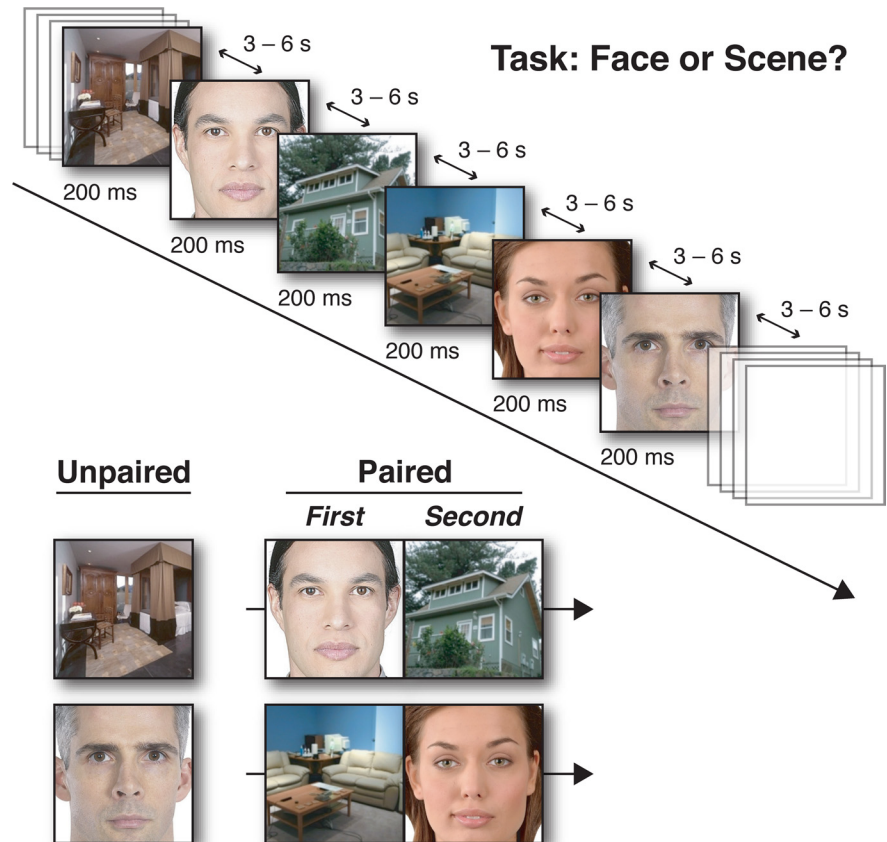 3 – 6 s
Task: Face or Scene?
3 – 6 s
3 – 6 s
200 ms
3 – 6 s
200 ms
3 – 6 s
200 ms
3 – 6 s
200 ms
200 ms
200 ms
Unpaired
Paired
First
Second